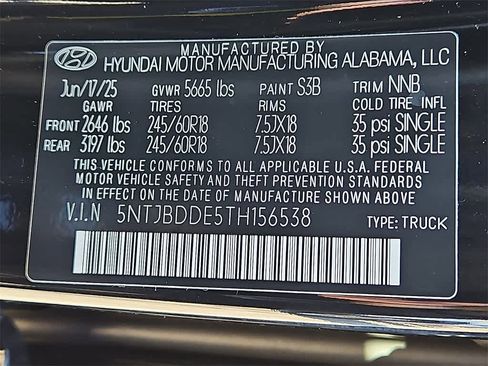 MANUFACTURED BY
HYUNDAI MOTOR MANUFACTURING ALABAMA, LLC
Jun/17/25 GVWR 5665 lbs PAINT S3B TRIM NNB
GAWR TIRES RIMS COLD TIRE INFL
FRONT 2646 lbs 245/60R18 7.5JX18 35 psi SINGLE
REAR 3197 lbs 245/60R18 7.5JX18 35 psi SINGLE
THIS VEHICLE CONFORMS TO ALL APPLICABLE U.S.A. FEDERAL
MOTOR VEHICLE SAFETY AND THEFT PREVENTION STANDARDS
IN EFFECT ON THE DATE OF MANUFACTURE SHOWN ABOVE
V.I.N 5NTJBDDE5TH156538 TYPE: TRUCK